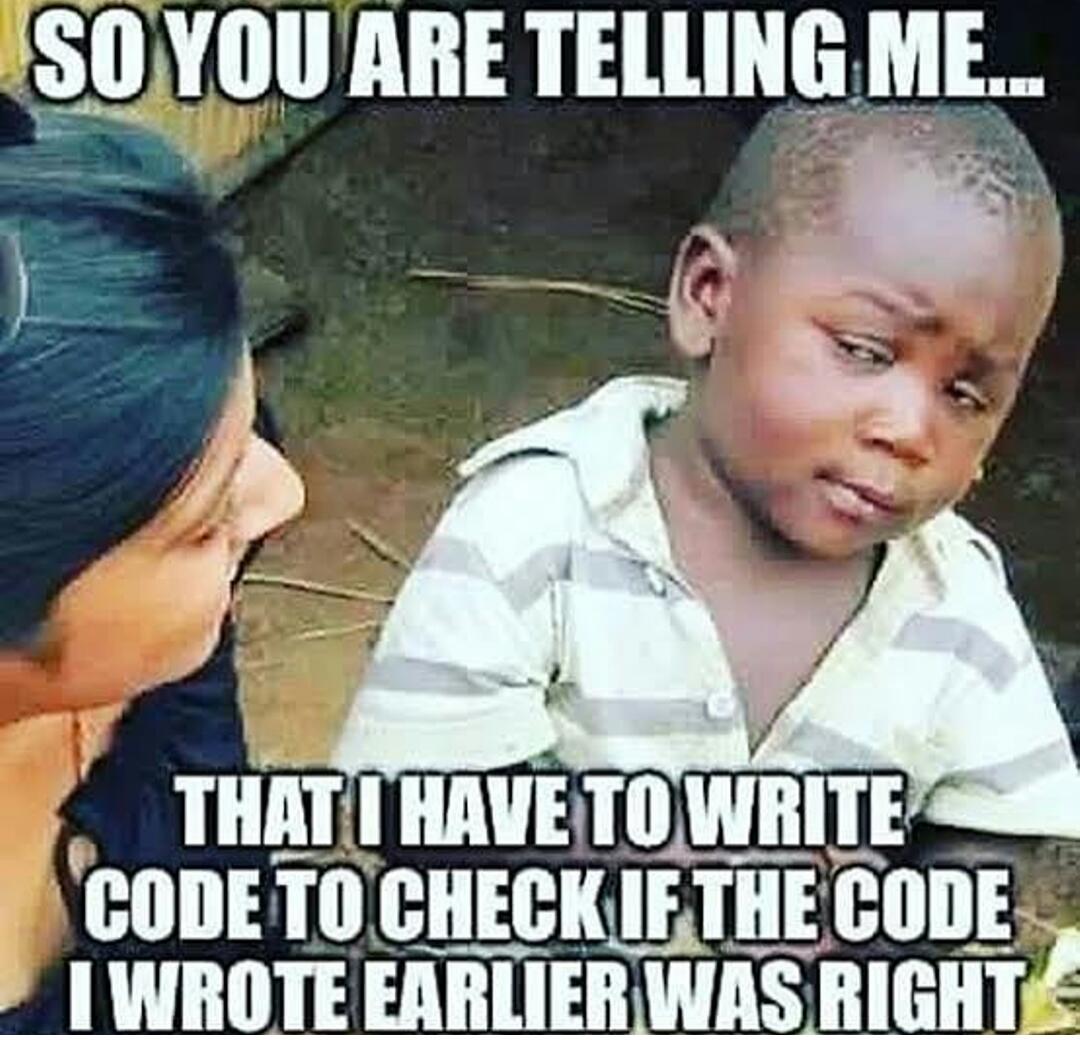 SO YOU ARE TELLING ME...
THAT I HAVE TO WRITE
CODE TO CHECK IF THE CODE
I WROTE EARLIER WAS RIGHT